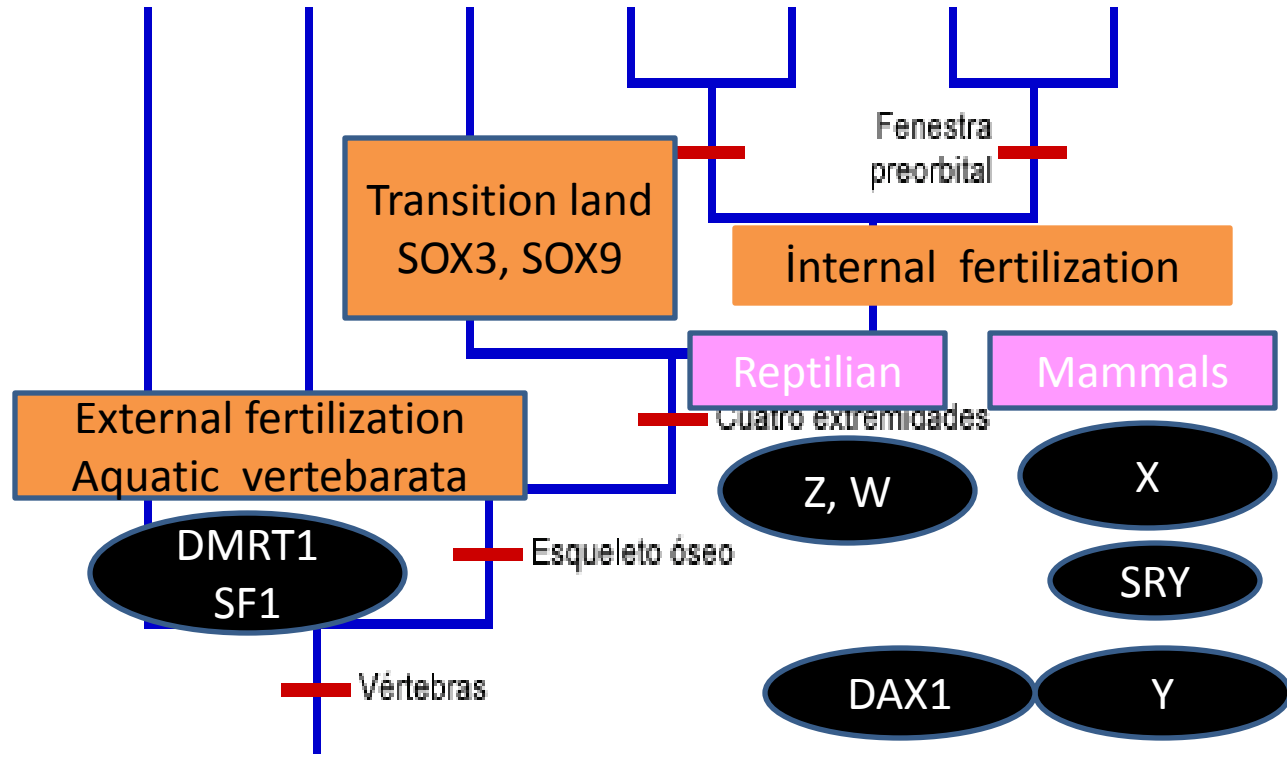 Fenestra
preorbital
Transition land
SOX3, SOX9
İnternal fertilization
Reptilian
Mammals
Cuatro extremidades
External fertilization
Aquatic vertebarata
Z, W
X
DMRT1
SF1
Esqueleto óseo
SRY
Vértebras
DAX1
Y